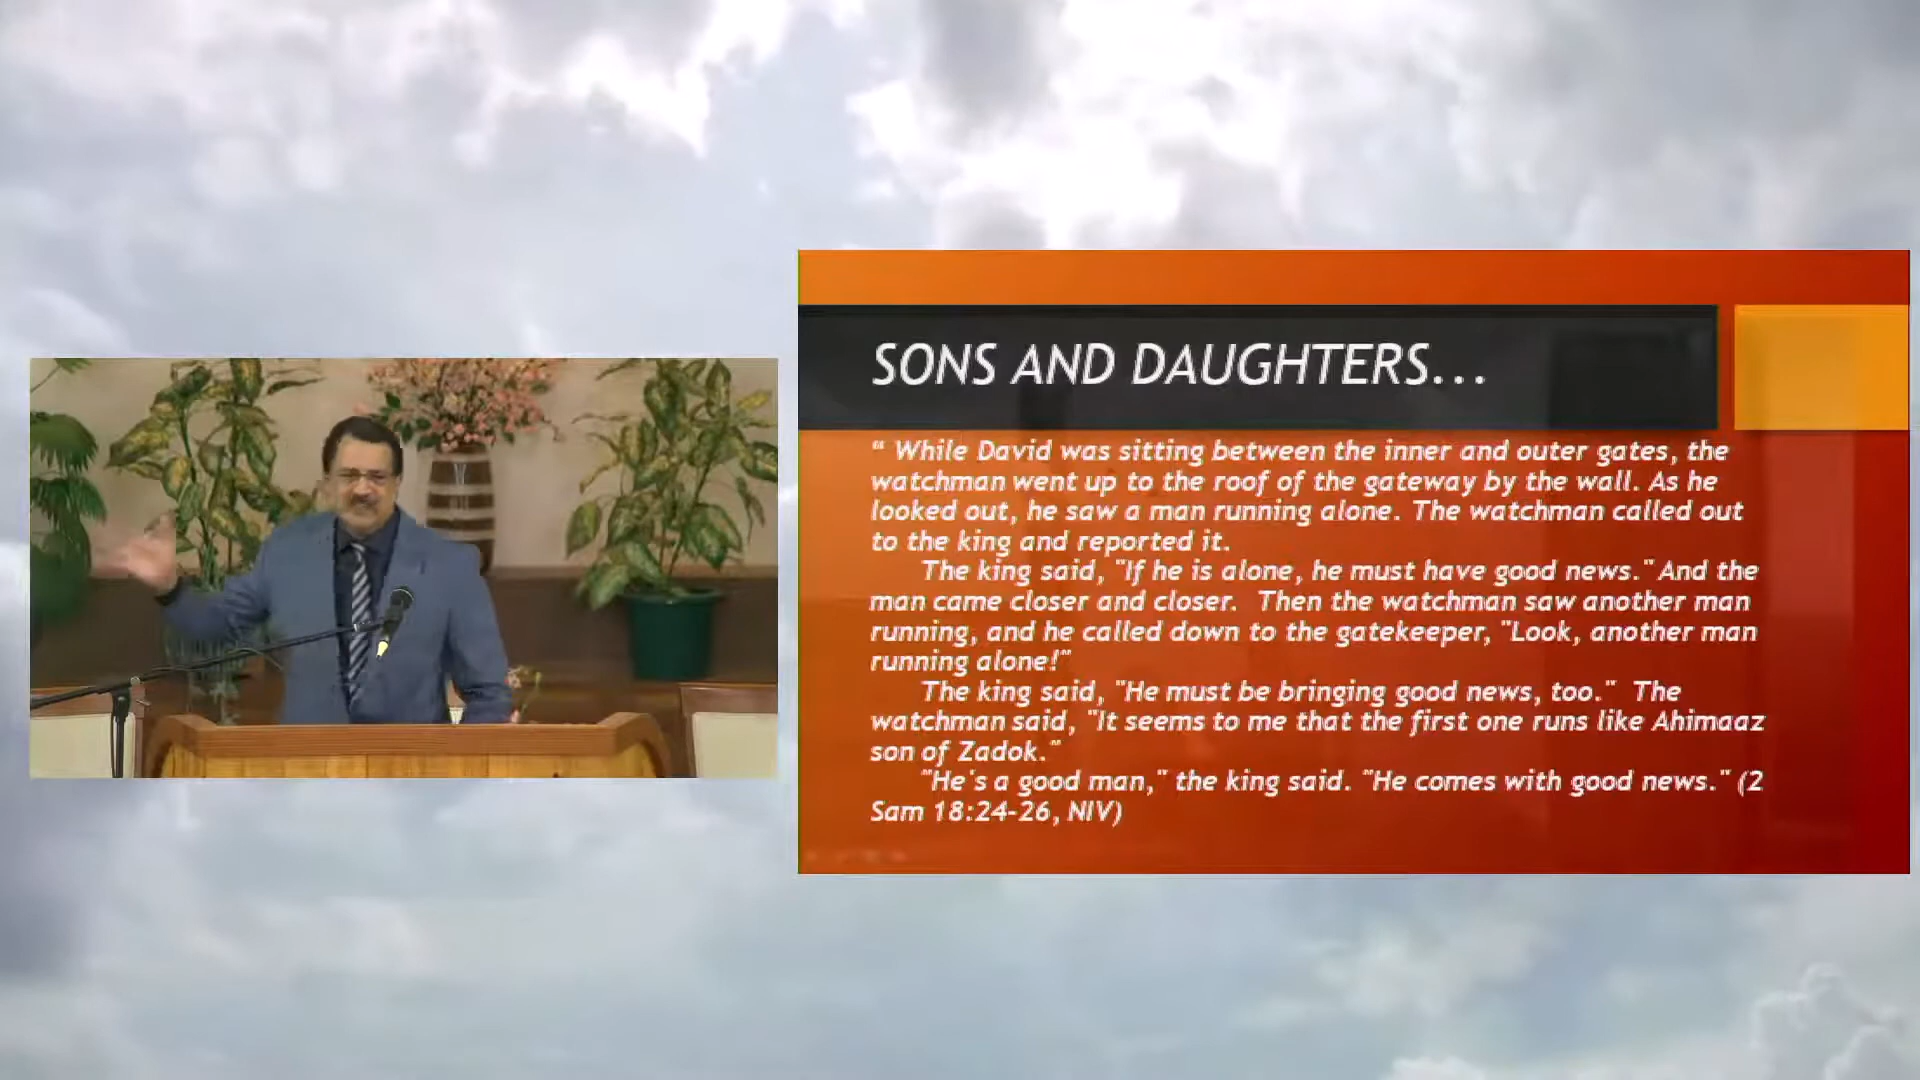 SONS AND DAUGHTERS...
“ While David was sitting between the inner and outer gates, the
watchman went up to the roof of the gateway by the wall. As he
looked out, he saw a man running alone. The watchman called out
to the king and reported it.
The king said, "If he is alone, he must have good news." And the
man came closer and closer.  Then the watchman saw another man
running, and he called down to the gatekeeper, "Look, another man
running alone!"
The king said, "He must be bringing good news, too."  The
watchman said, "It seems to me that the first one runs like Ahimaaz
son of Zadok."
"He's a good man," the king said. "He comes with good news." (2
Sam 18:24-26, NIV)